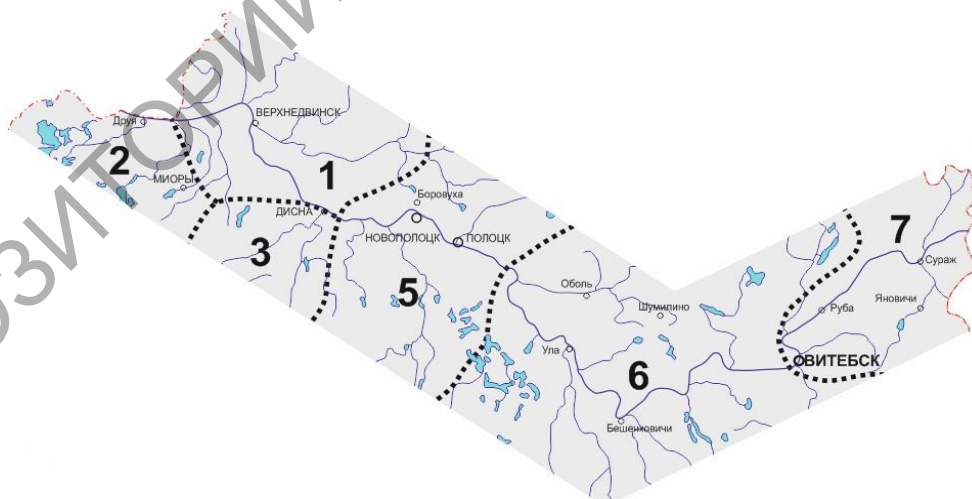 ОЗИТОРИИ
ВЕРХНЕДВИНСК
Друя
2
1
МИОРЫ
Боровуха
ДИСНА
НОВОПОЛОЦК
ПОЛОЦК
3
5
7
Сураж
Оболь
Шумилино
Яновичи
Руба
Ула
ВИТЕБСК
6
Бешенковичи